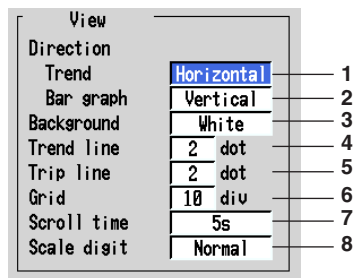 View
Direction
Trend Horizontal 1
Bar graph Vertical 2
Background White 3
Trend line 2 dot 4
Trip line 2 dot 5
Grid 10 div 6
Scroll time 5s 7
Scale digit Normal 8